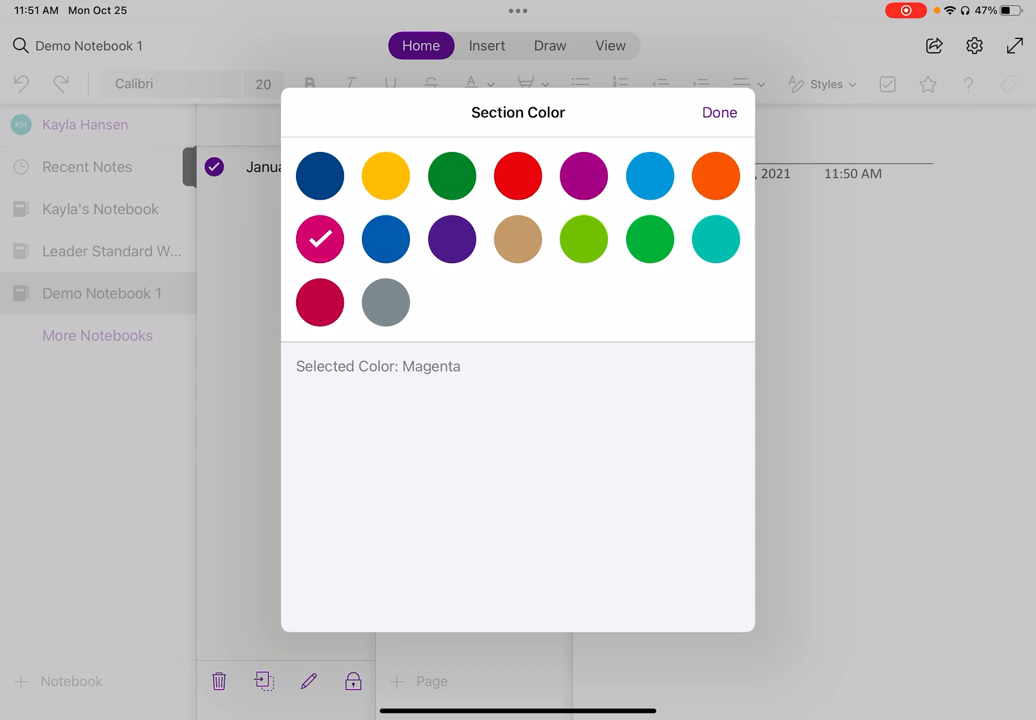 11:51 AM Mon Oct 25
47%
Demo Notebook 1
Home Insert Draw View
Calibri 20 B I U S A Styles ?
Section Color Done
KH Kayla Hansen
Recent Notes
Janua
, 2021 11:50 AM
Kayla's Notebook
Leader Standard W...
Demo Notebook 1
More Notebooks
Selected Color: Magenta
+ Notebook
+ Page